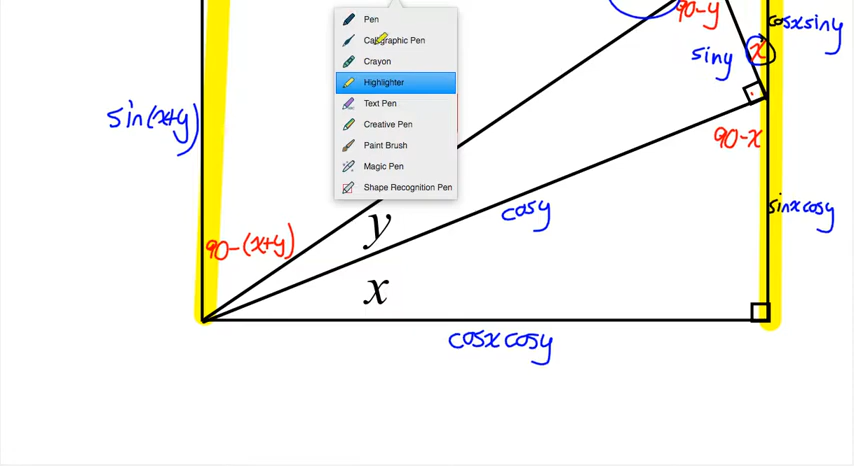 Pen
Calligraphic Pen
Crayon
Highlighter
Text Pen
Creative Pen
Paint Brush
Magic Pen
Shape Recognition Pen
90-y
cosxsiny
siny
x
sin(x+y)
90-x
cosy
sinxcosy
y
90-(x+y)
x
cosxcosy